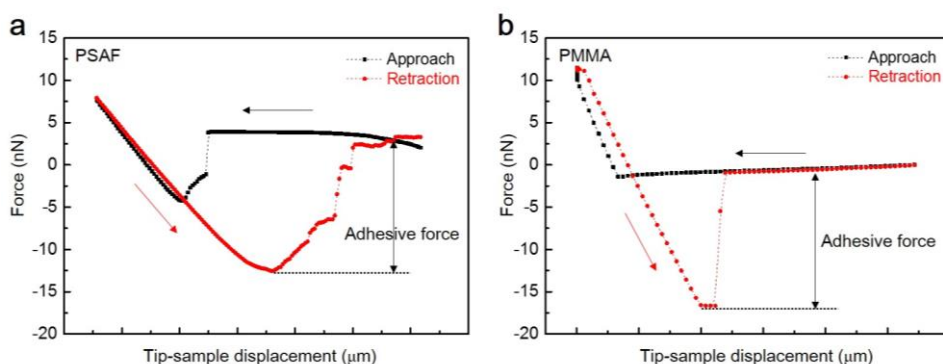 a
PSAF
Approach
Retraction
Adhesive force
15
10
5
0
-5
-10
-15
-20
Force (nN)
Tip-sample displacement (μm)
b
PMMA
Approach
Retraction
Adhesive force
15
10
5
0
-5
-10
-15
-20
Force (nN)
Tip-sample displacement (μm)